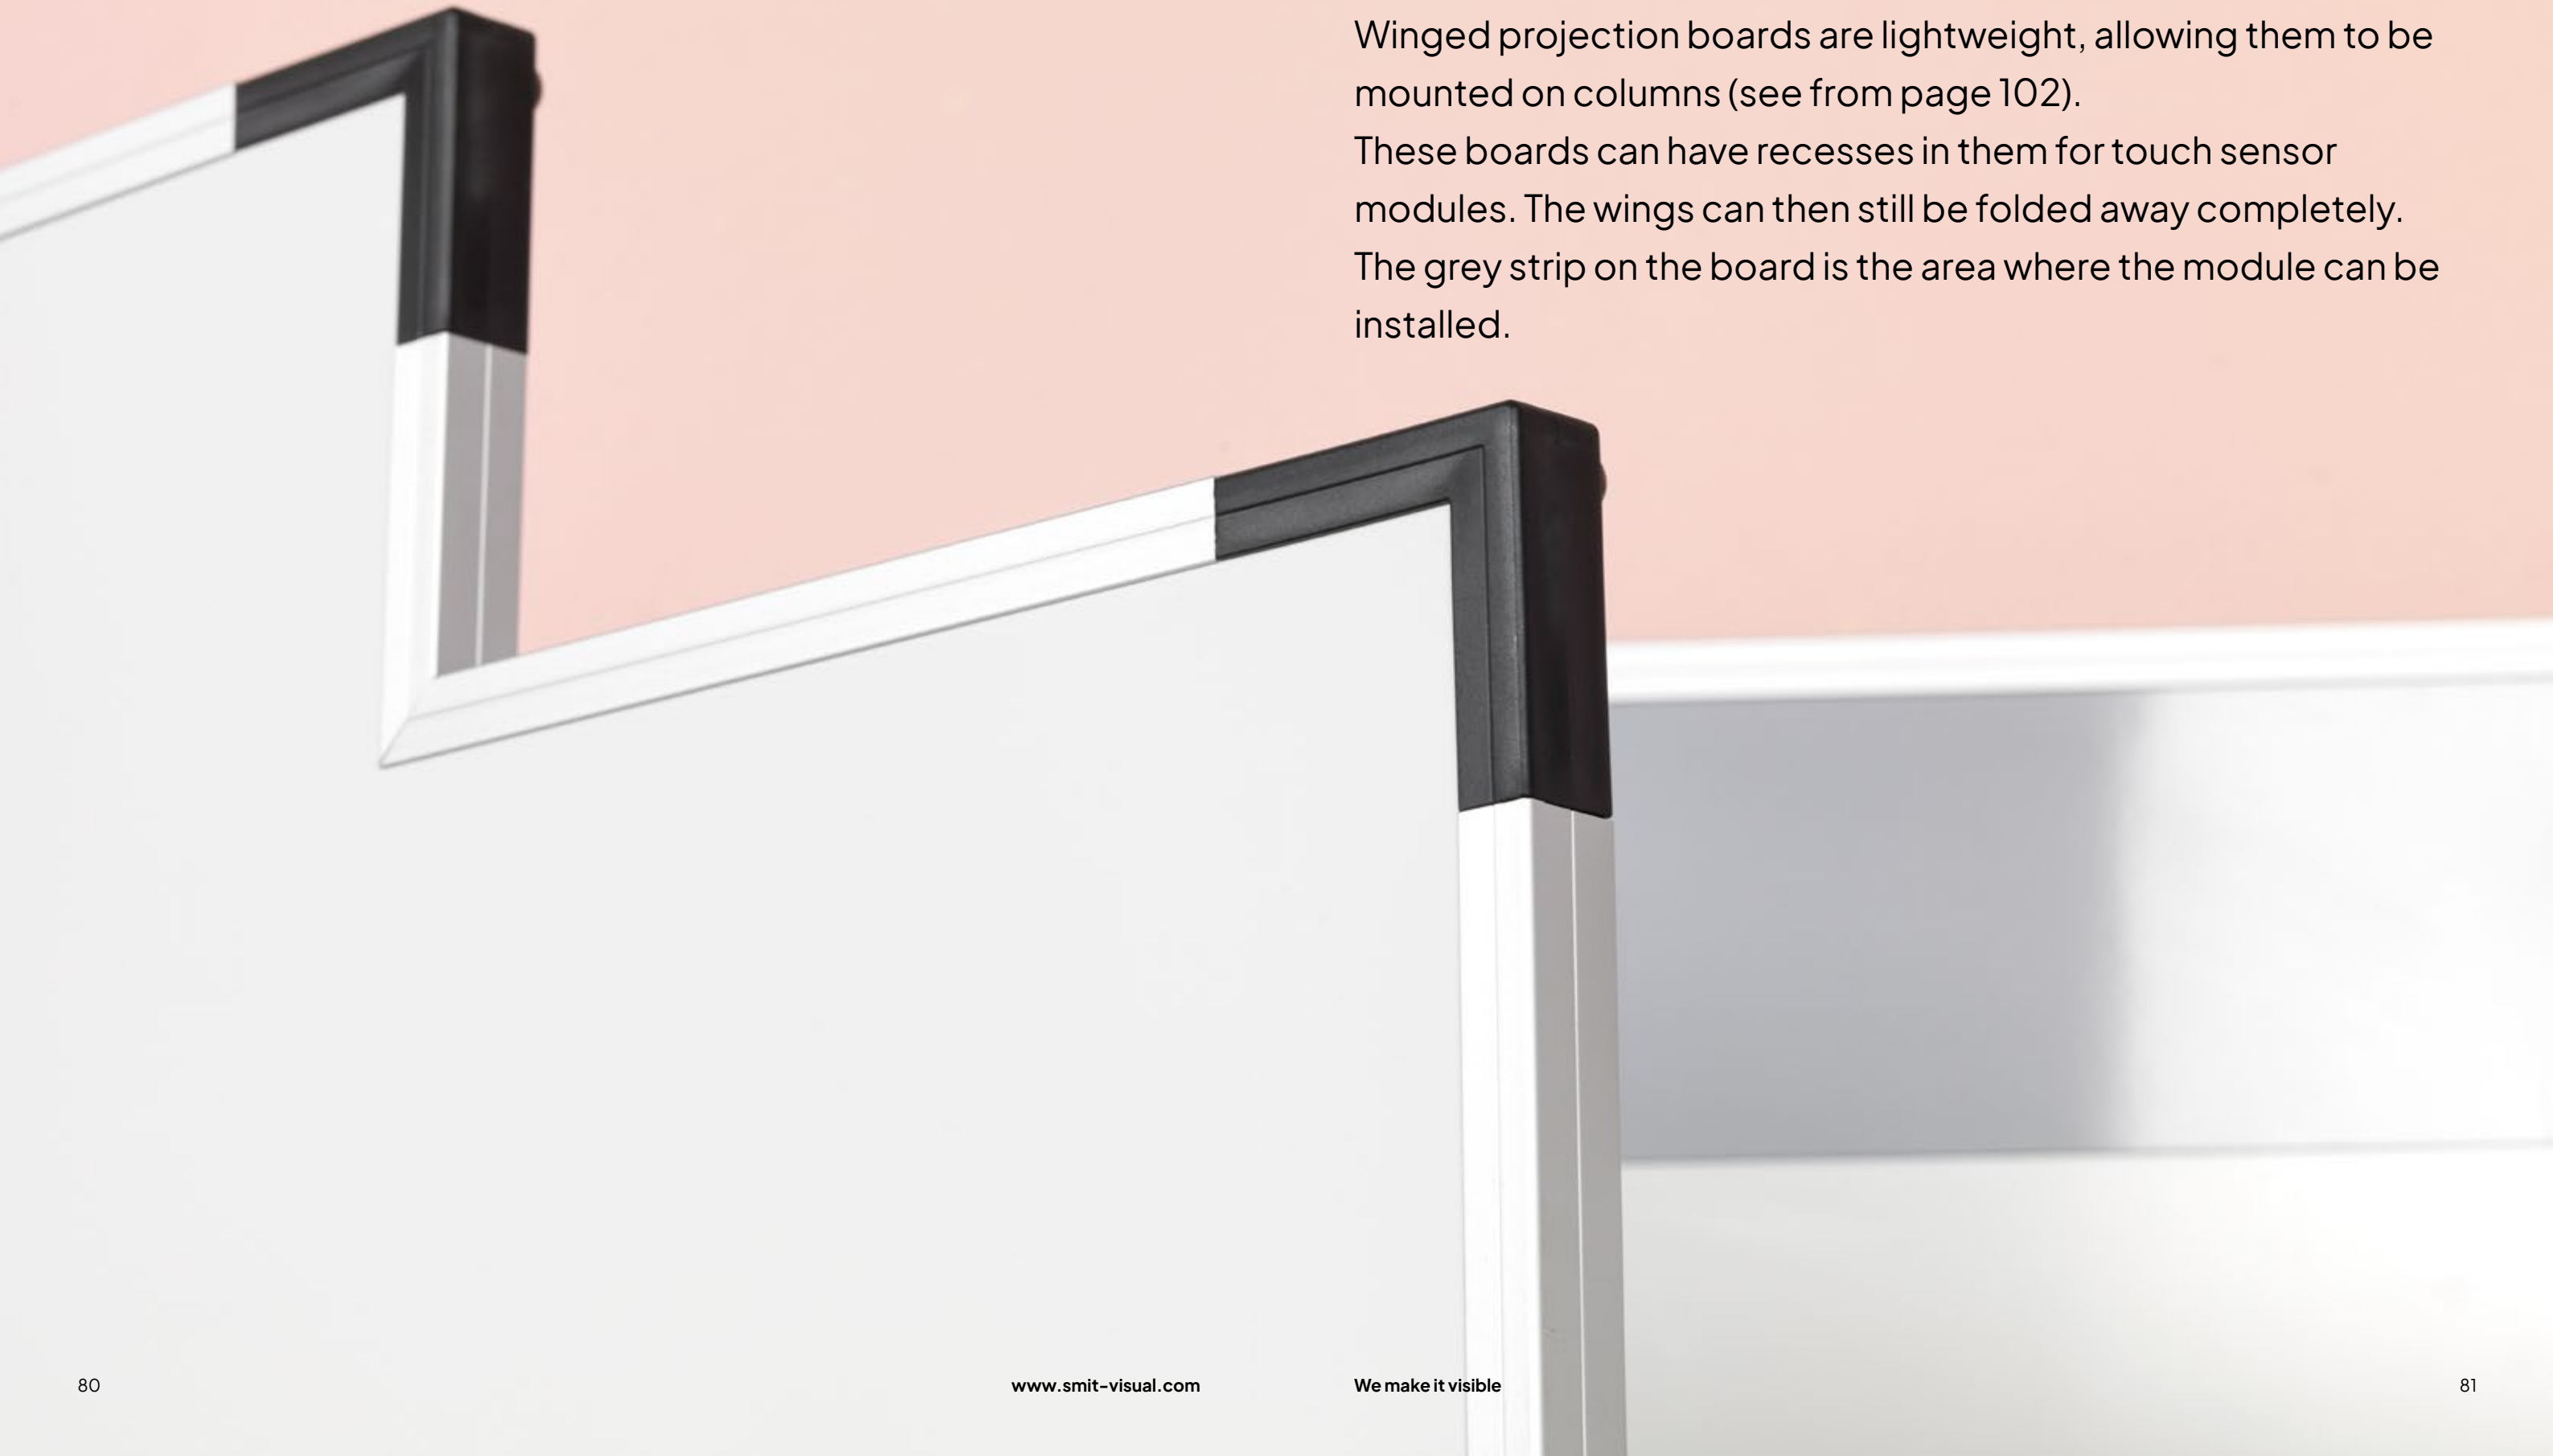 Winged projection boards are lightweight, allowing them to be
mounted on columns (see from page 102).
These boards can have recesses in them for touch sensor
modules. The wings can then still be folded away completely.
The grey strip on the board is the area where the module can be
installed.
80
www.smit-visual.com
We make it visible
81